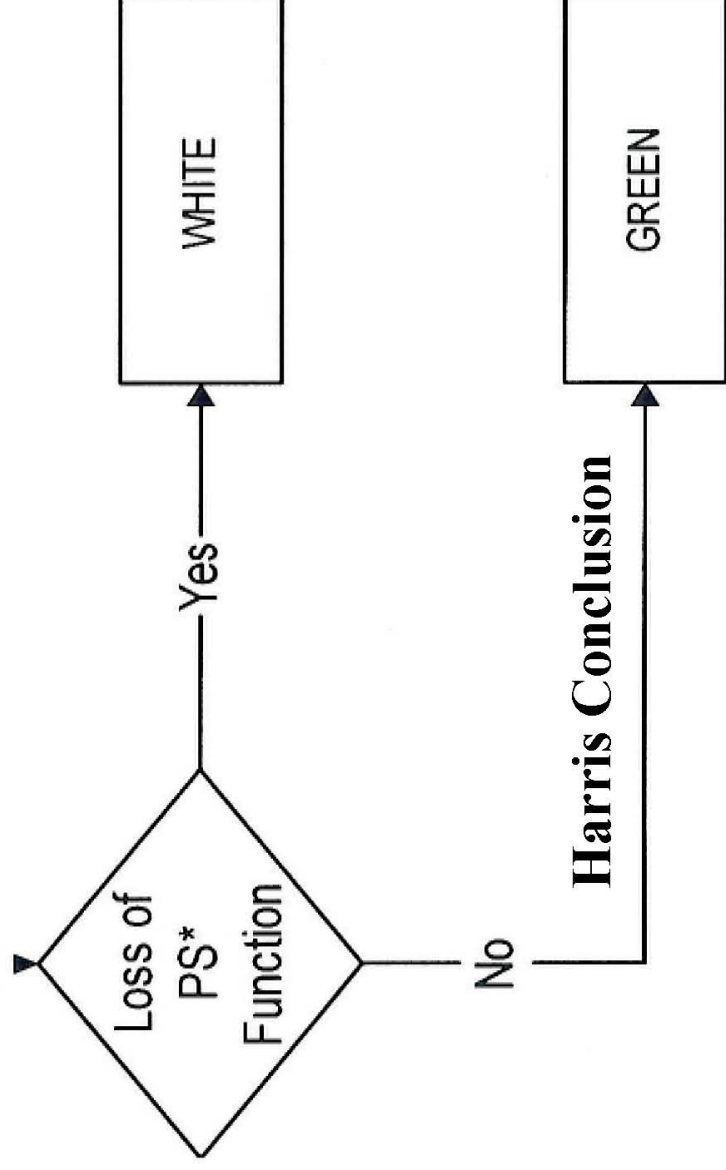 Loss of
PS*
Function
Yes
WHITE
No
Harris Conclusion
GREEN